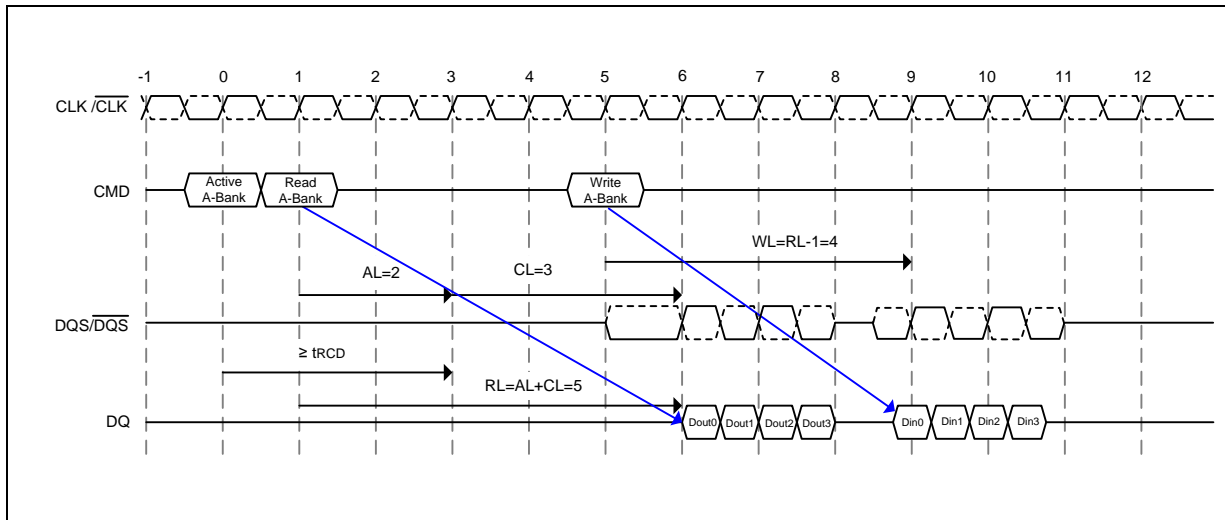 -1 0 1 2 3 4 5 6 7 8 9 10 11 12
CLK /CLK
CMD
Active
A-Bank
Read
A-Bank
Write
A-Bank
WL=RL-1=4
AL=2
CL=3
DQS/DQS
≥ tRCD
RL=AL+CL=5
DQ
Dout0 Dout1 Dout2 Dout3 Din0 Din1 Din2 Din3